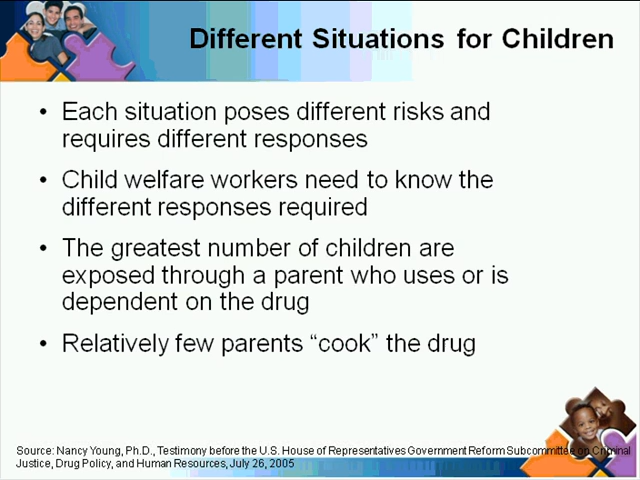 Different Situations for Children
• Each situation poses different risks and
requires different responses
• Child welfare workers need to know the
different responses required
• The greatest number of children are
exposed through a parent who uses or is
dependent on the drug
• Relatively few parents “cook” the drug
Source: Nancy Young, Ph.D., Testimony before the U.S. House of Representatives Government Reform Subcommittee on Criminal
Justice, Drug Policy, and Human Resources, July 26, 2005